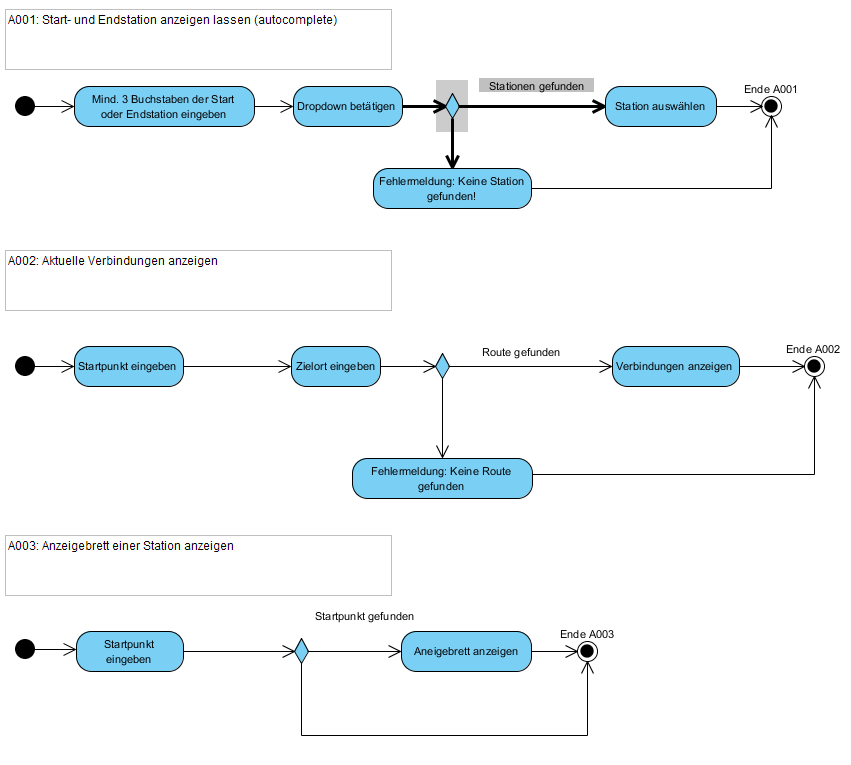 A001: Start- und Endstation anzeigen lassen (autocomplete)
Mind. 3 Buchstaben der Start
oder Endstation eingeben
Dropdown betätigen
Stationen gefunden
Station auswählen
Ende A001
Fehlermeldung: Keine Station
gefunden!
A002: Aktuelle Verbindungen anzeigen
Startpunkt eingeben
Zielort eingeben
Route gefunden
Verbindungen anzeigen
Ende A002
Fehlermeldung: Keine Route
gefunden
A003: Anzeigebrett einer Station anzeigen
Startpunkt
eingeben
Startpunkt gefunden
Aneigebrett anzeigen
Ende A003